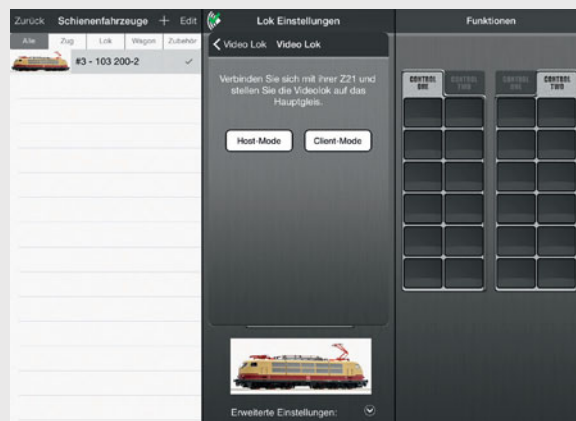 Zurück Schienenfahrzeuge + Edit
Lok Einstellungen
Funktionen
Alle Zug Lok Wagon Zubehör
#3 - 103 200-2
Video Lok Video Lok
Verbinden Sie sich mit ihrer Z21 und
stellen Sie die Videolok auf das
Hauptgleis.
Host-Mode Client-Mode
Erweiterte Einstellungen:
CONTROL ONE
CONTROL TWO
CONTROL ONE
CONTROL TWO